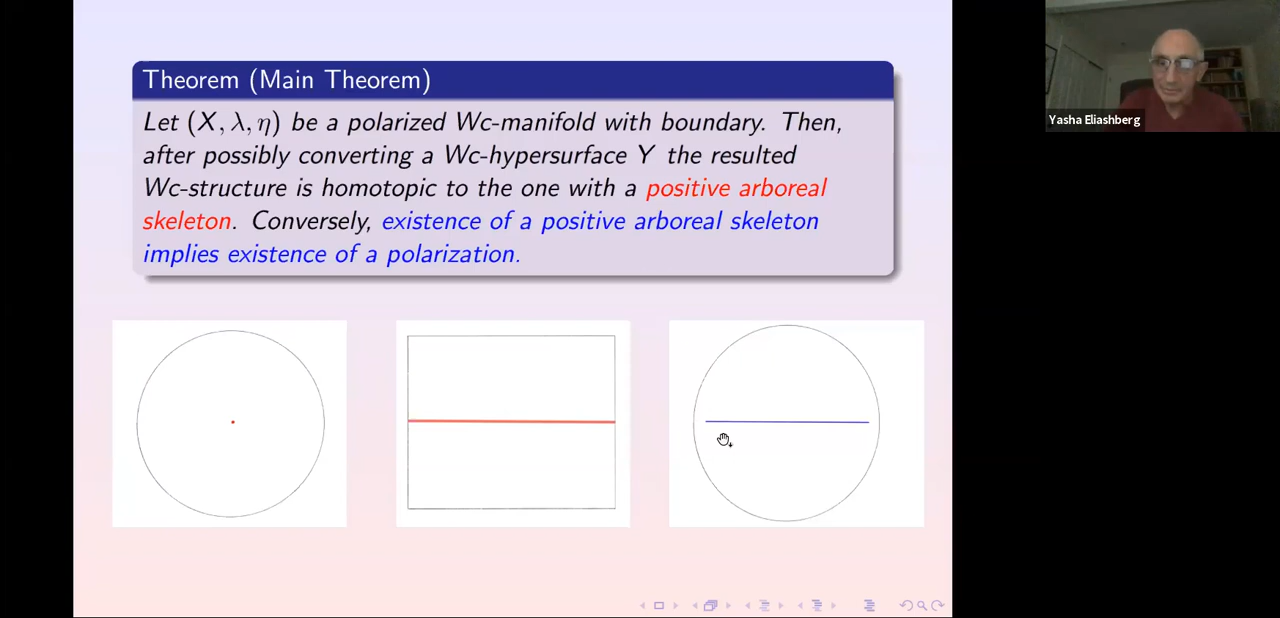 Theorem (Main Theorem)
Let (X, λ, η) be a polarized Wc-manifold with boundary. Then,
after possibly converting a Wc-hypersurface Y the resulted
Wc-structure is homotopic to the one with a positive arboreal
skeleton. Conversely, existence of a positive arboreal skeleton
implies existence of a polarization.
Yasha Eliashberg